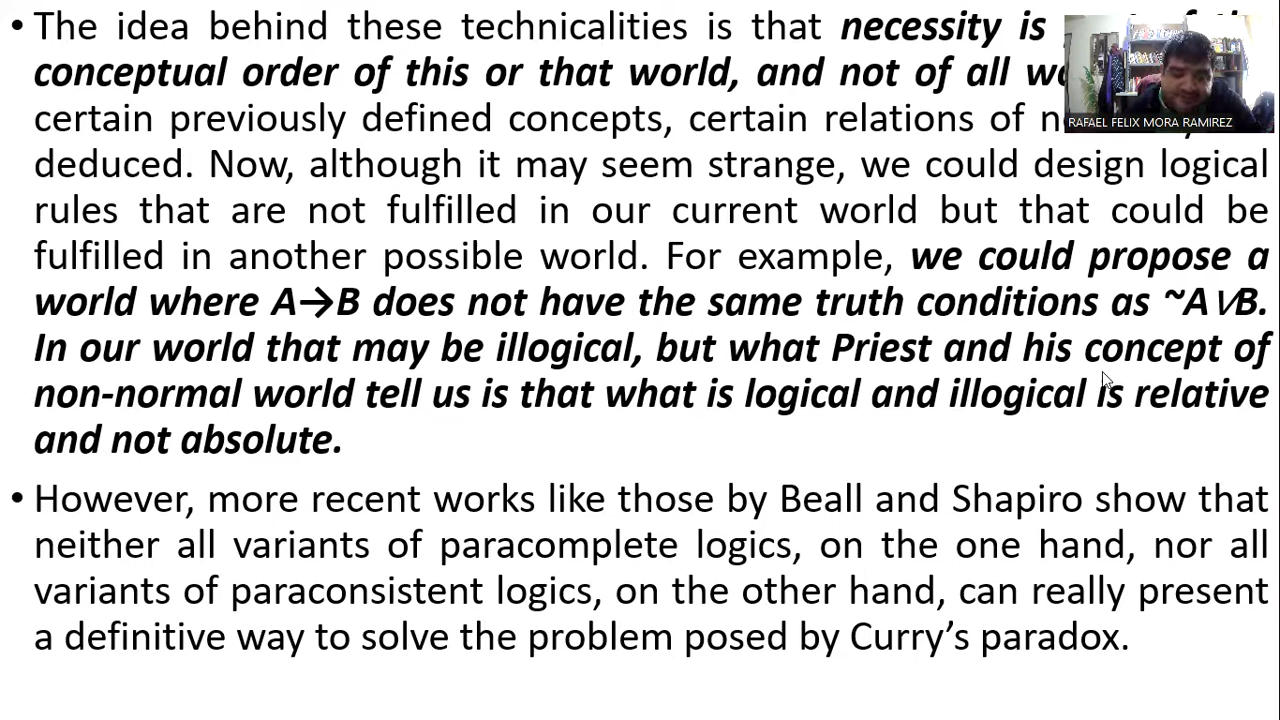 • The idea behind these technicalities is that necessity is
conceptual order of this or that world, and not of all
certain previously defined concepts, certain relations of
deduced. Now, although it may seem strange, we could design logical
rules that are not fulfilled in our current world but that could be
fulfilled in another possible world. For example, we could propose a
world where A→B does not have the same truth conditions as ~A∨B.
In our world that may be illogical, but what Priest and his concept of
non-normal world tell us is that what is logical and illogical is relative
and not absolute.
• However, more recent works like those by Beall and Shapiro show that
neither all variants of paracomplete logics, on the one hand, nor all
variants of paraconsistent logics, on the other hand, can really present
a definitive way to solve the problem posed by Curry’s paradox.
RAFAEL FELIX MORA RAMIREZ